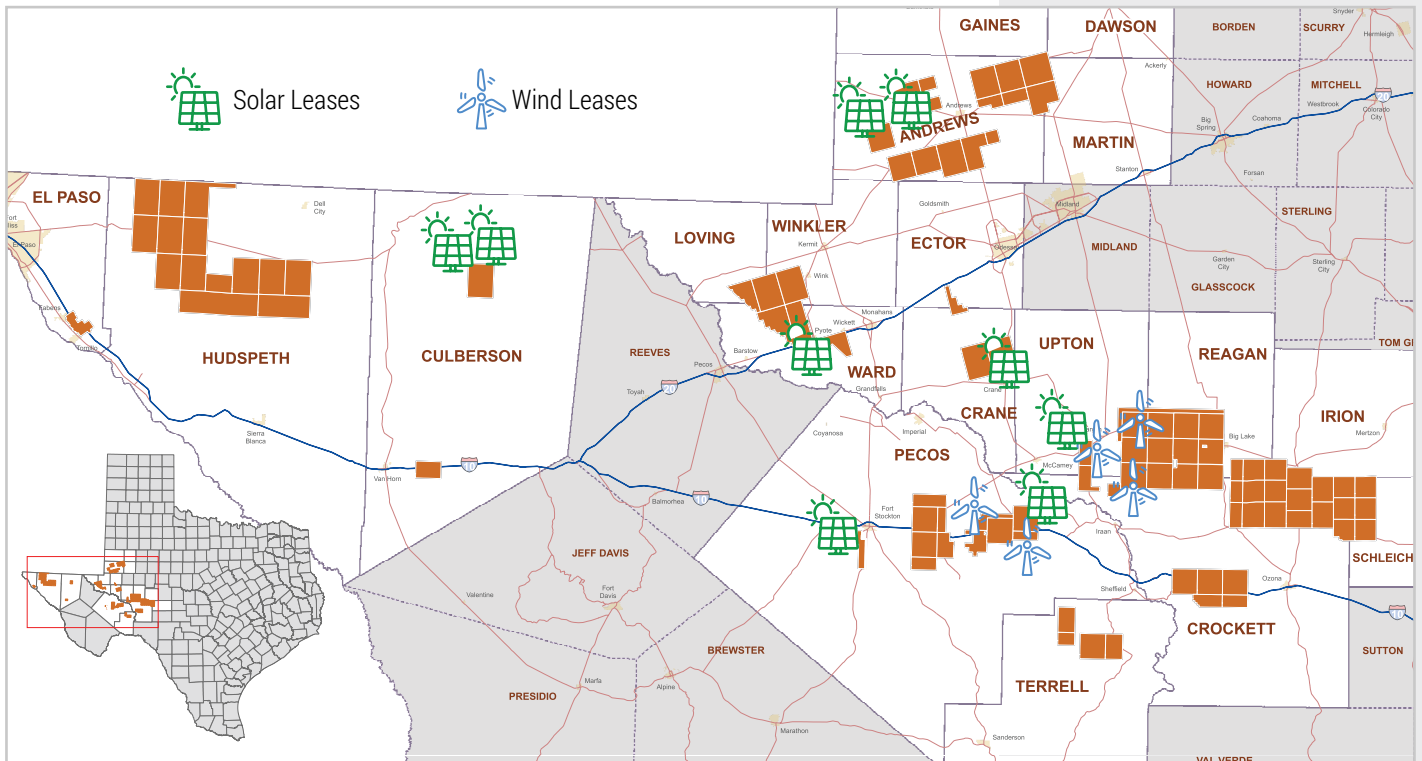 Solar Leases
Wind Leases
GAINES
DAWSON
BORDEN
SCURRY
Snyder
Hermleigh
Ackerly
HOWARD
MITCHELL
Westbrook
20
Colorado
City
Andrews
ANDREWS
Big
Spring
Coahoma
MARTIN
Stanton
Forsan
EL PASO
Dell
City
El Paso
Fabens
Tornillo
HUDSPETH
Sierra
Blanca
CULBERSON
Van Horn
10
LOVING
WINKLER
Kermit
Wink
Goldsmith
ECTOR
Odessa
Midland
MIDLAND
Garden
City
GLASSCOCK
STERLING
Sterling
City
REEVES
Toyah
20
Pecos
Barstow
Pyote
Wickett
Monahans
WARD
Grandfalls
Crane
CRANE
UPTON
REAGAN
TOM G
IRION
Mertzon
Big Lake
McCamey
Coyanosa
Imperial
PECOS
Fort
Stockton
Balmorhea
10
Iraan
Sheffield
Ozona
SCHLEICH
CROCKETT
10
SUTTON
JEFF DAVIS
Valentine
Fort
Davis
BREWSTER
PRESIDIO
Marfa
Alpine
Marathon
TERRELL
Sanderson
VAL VERDE